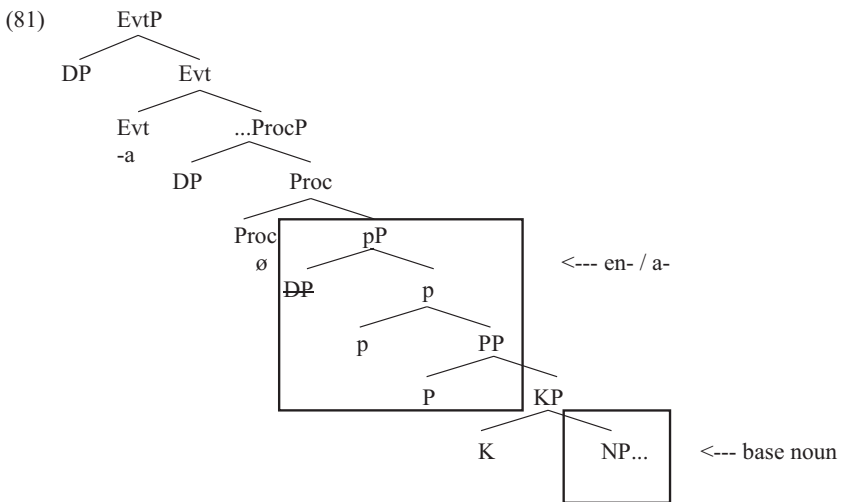 (81) EvtP
DP Evt
Evt ...ProcP
-a
DP Proc
Proc pP
ø <--- en- / a-
DP p
p PP
P KP
K NP... <--- base noun